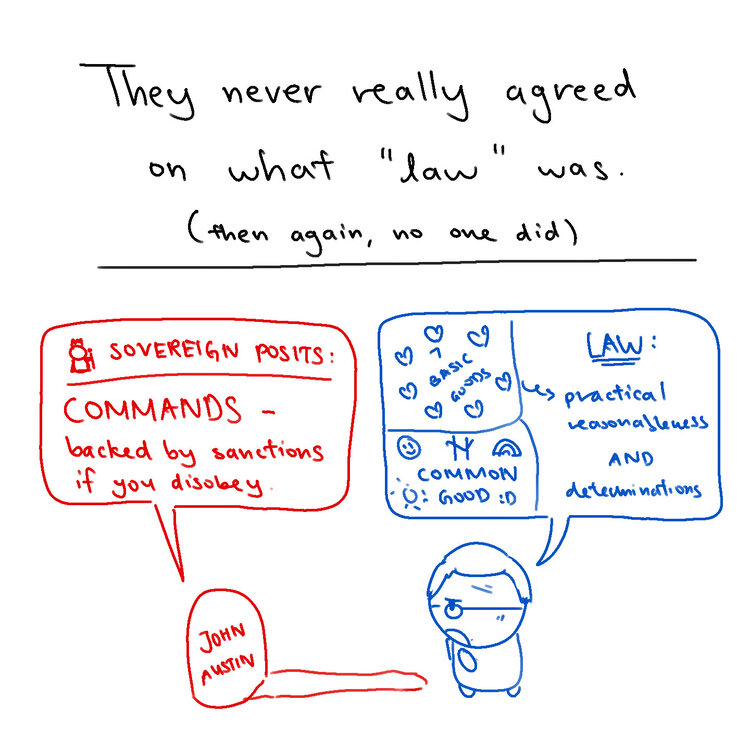 They never really agreed
on what "law" was.
(then again, no one did)
SOVEREIGN POSITS:
COMMANDS -
backed by sanctions
if you disobey.
7
BASIC
GOODS
COMMON
GOOD :D
LAW:
practical
reasonableness
AND
determinations
JOHN
AUSTIN